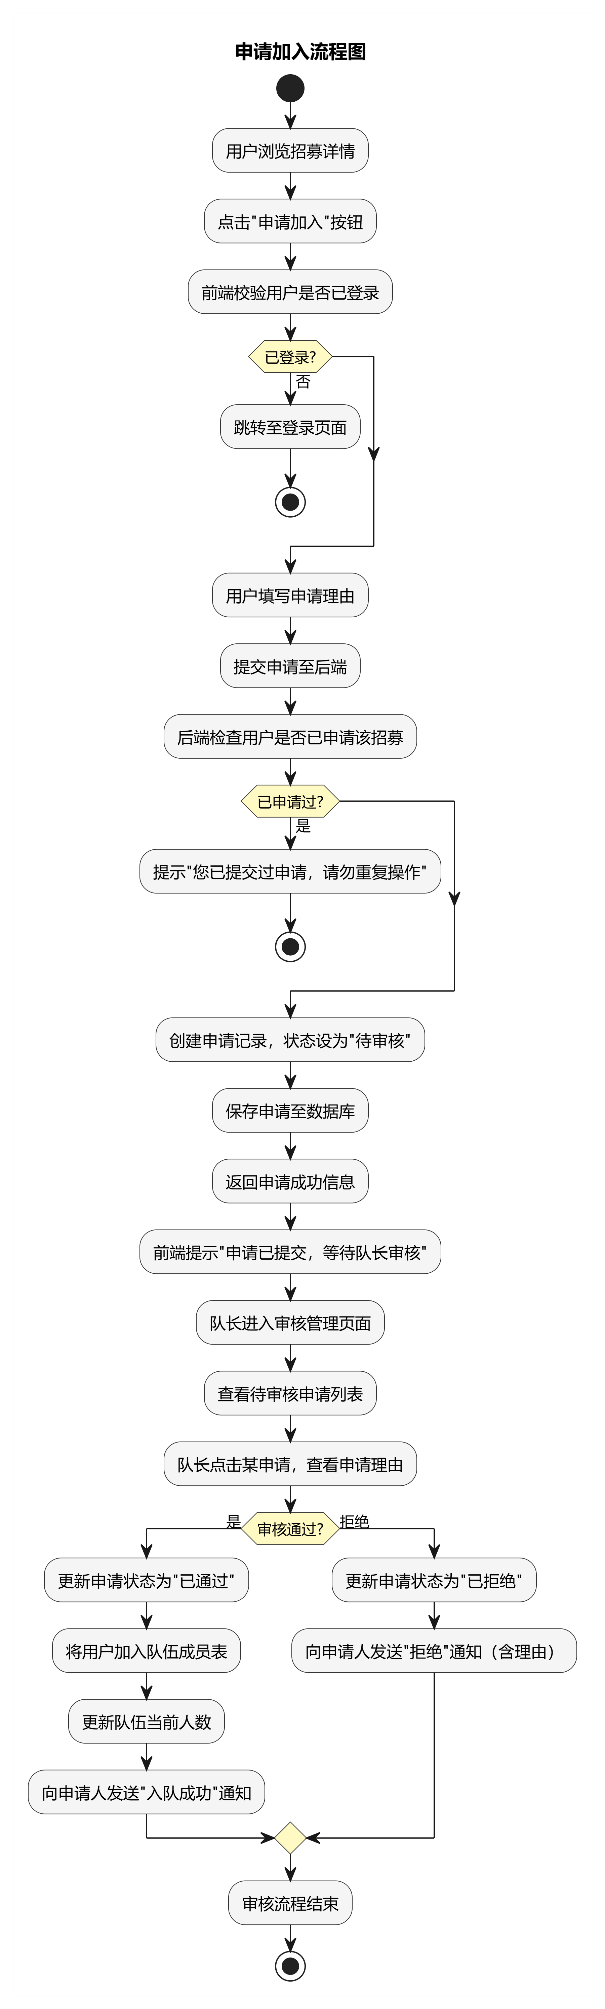 申请加入流程图
用户浏览招募详情
点击"申请加入"按钮
前端校验用户是否已登录
已登录?
否
跳转至登录页面
用户填写申请理由
提交申请至后端
后端检查用户是否已申请该招募
已申请过?
是
提示"您已提交过申请，请勿重复操作"
创建申请记录，状态设为"待审核"
保存申请至数据库
返回申请成功信息
前端提示"申请已提交，等待队长审核"
队长进入审核管理页面
查看待审核申请列表
队长点击某申请，查看申请理由
是
审核通过?
拒绝
更新申请状态为"已通过"
更新申请状态为"已拒绝"
将用户加入队伍成员表
向申请人发送"拒绝"通知（含理由）
更新队伍当前人数
向申请人发送"入队成功"通知
审核流程结束